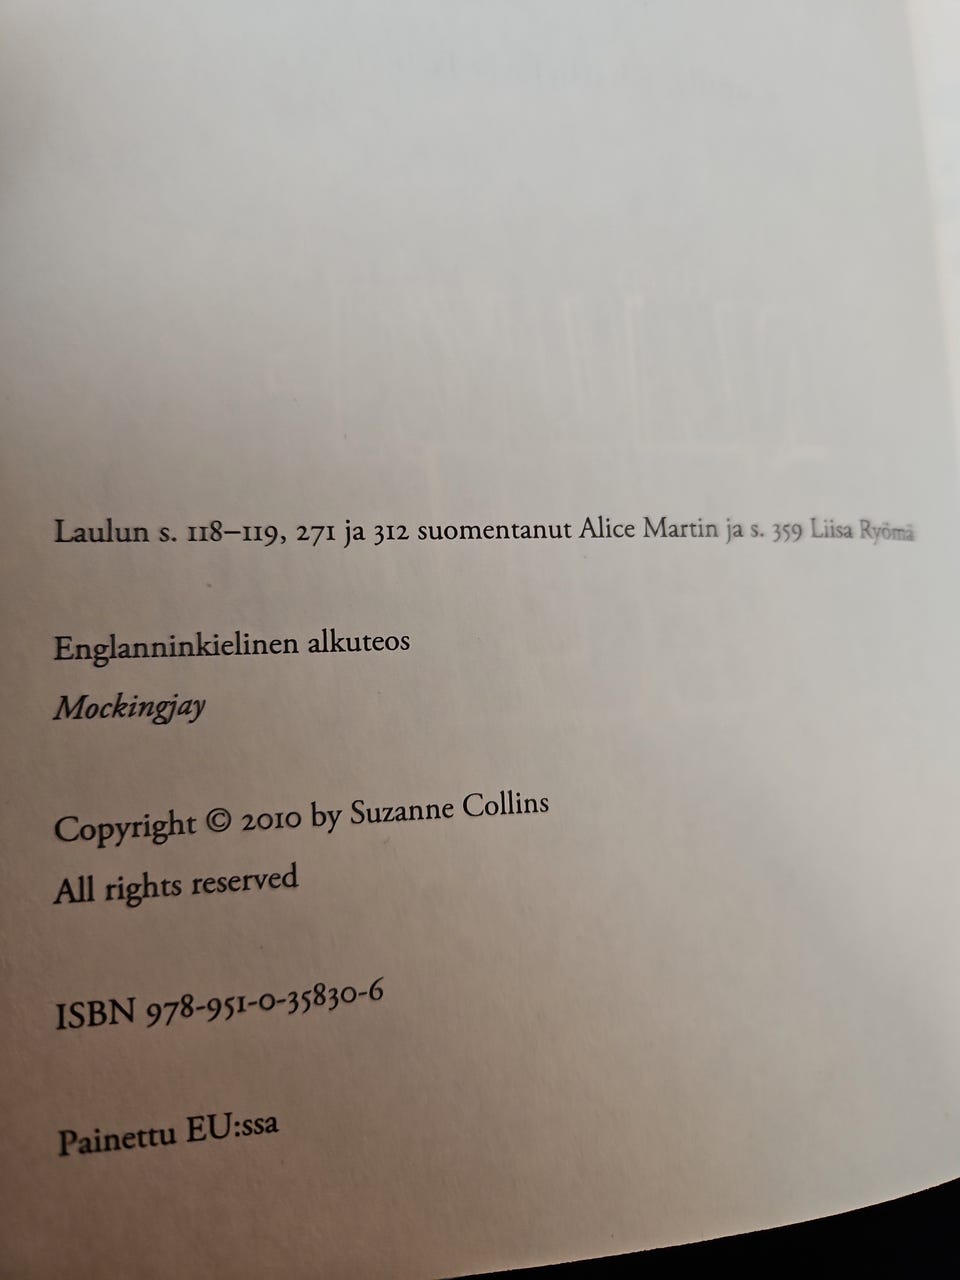 Laulun s. 118–119, 271 ja 312 suomentanut Alice Martin ja s. 359 Liisa Ryömä
Englanninkielinen alkuteos
Mockingjay
Copyright © 2010 by Suzanne Collins
All rights reserved
ISBN 978-951-0-35830-6
Painettu EU:ssa